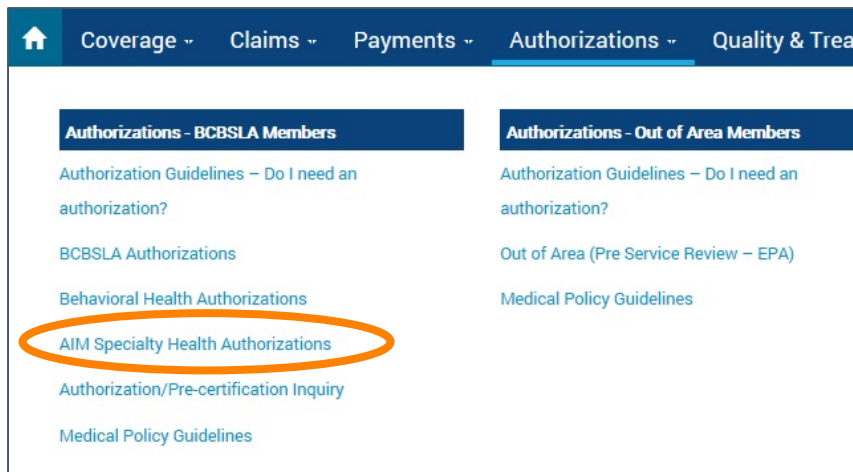 Coverage Claims Payments Authorizations Quality & Trea
Authorizations - BCBSLA Members
Authorization Guidelines – Do I need an
authorization?
BCBSLA Authorizations
Behavioral Health Authorizations
AIM Specialty Health Authorizations
Authorization/Pre-certification Inquiry
Medical Policy Guidelines
Authorizations - Out of Area Members
Authorization Guidelines – Do I need an
authorization?
Out of Area (Pre Service Review – EPA)
Medical Policy Guidelines